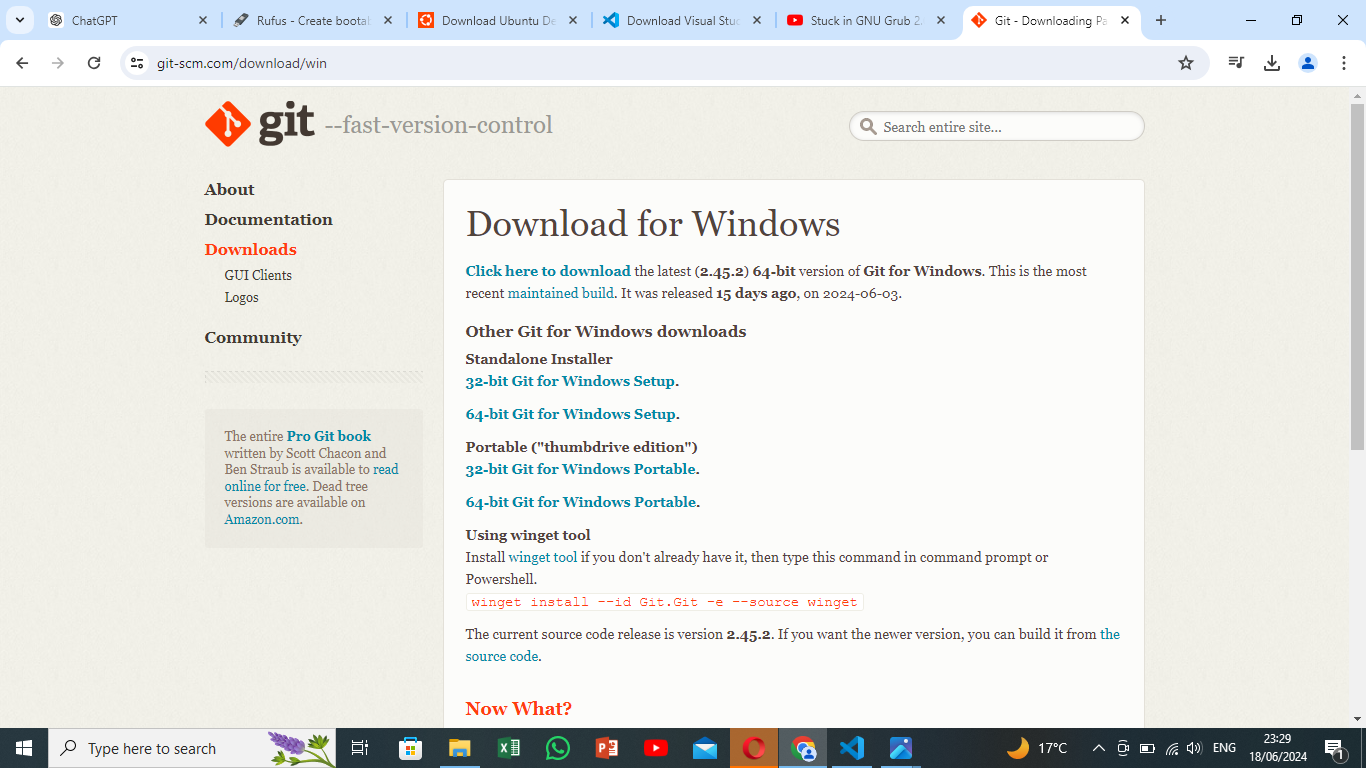 ChatGPT
Rufus - Create bootab
Download Ubuntu De
Download Visual Stud
Stuck in GNU Grub 2.
Git - Downloading Pa
git-scm.com/download/win
git --fast-version-control
Search entire site...
About
Documentation
Downloads
GUI Clients
Logos
Community
The entire Pro Git book
written by Scott Chacon and
Ben Straub is available to read
online for free. Dead tree
versions are available on
Amazon.com.
Download for Windows
Click here to download the latest (2.45.2) 64-bit version of Git for Windows. This is the most
recent maintained build. It was released 15 days ago, on 2024-06-03.
Other Git for Windows downloads
Standalone Installer
32-bit Git for Windows Setup.
64-bit Git for Windows Setup.
Portable ("thumbdrive edition")
32-bit Git for Windows Portable.
64-bit Git for Windows Portable.
Using winget tool
Install winget tool if you don't already have it, then type this command in command prompt or
Powershell.
winget install --id Git.Git -e --source winget
The current source code release is version 2.45.2. If you want the newer version, you can build it from the
source code.
Now What?
Type here to search
17°C
ENG
23:29
18/06/2024
1